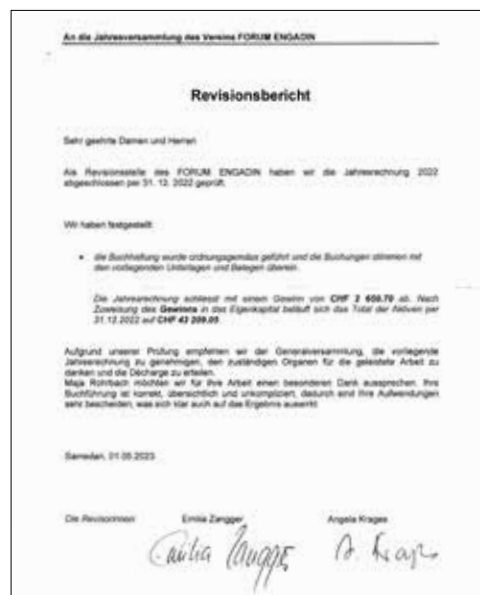 An die Jahresversammlung des Vereins FORUM ENGADIN
Revisionsbericht
Sehr geehrte Damen und Herren
Als Revisionsstelle des FORUM ENGADIN haben wir die Jahresrechnung 2022
abgeschlossen per 31. 12. 2022 geprüft.
Wir haben festgestellt
• die Buchhaltung wurde ordnungsgemäss geführt und die Buchungen stimmen mit
den vorliegenden Unterlagen und Belegen überein.
Die Jahresrechnung schliesst mit einem Gewinn von CHF ab. Nach
Zuweisung des Gewinns in das Eigenkapital beläuft sich das Total der Aktiven per
31.12.2022 auf CHF
Aufgrund unserer Prüfung empfehlen wir der Generalversammlung, die vorliegende
Jahresrechnung zu genehmigen, den zuständigen Organen für die geleistete Arbeit zu
danken und die Décharge zu erteilen.
Maja Rohrbach möchten wir für ihre Arbeit einen besonderen Dank aussprechen. Ihre
Buchführung ist korrekt, übersichtlich und unkompliziert, dadurch sind ihre Aufwendungen
sehr bescheiden, was sich klar auch auf das Ergebnis auswirkt
Samedan, 01.05.2023
Die Revisorinnen Emilia Zangger Angela Krages
Emilia Zangger A. Krages